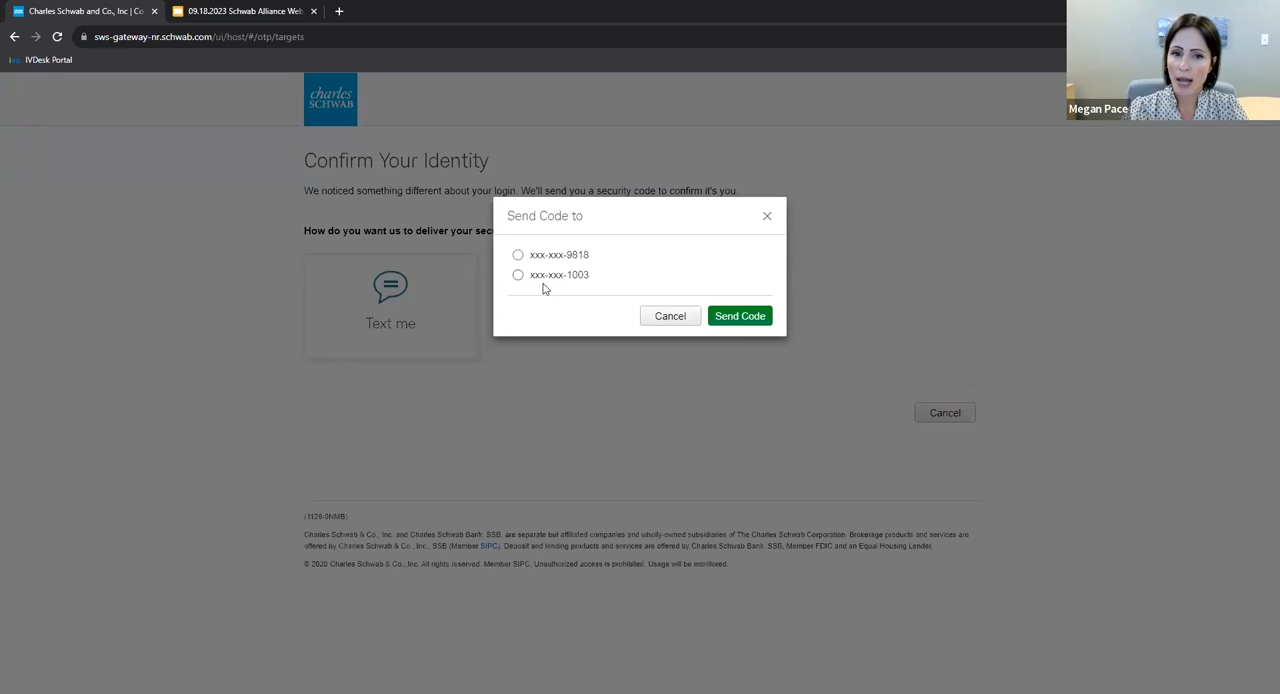 Charles Schwab and Co., Inc | Co
09.18.2023 Schwab Alliance Web
sws-gateway-nr.schwab.com/ui/host/#/otp/targets
IVDesk Portal
Megan Pace
charles
SCHWAB
Confirm Your Identity
We noticed something different about your login. We'll send you a security code to confirm it's you.
How do you want us to deliver your sec
Text me
Send Code to
xxx-xxx-9818
xxx-xxx-1003
Cancel
Send Code
Cancel
(1120-0NMB)
Charles Schwab & Co., Inc. and Charles Schwab Bank, SSB, are separate but affiliated companies and wholly-owned subsidiaries of The Charles Schwab Corporation. Brokerage products and services are
offered by Charles Schwab & Co., Inc., SSB (Member SIPC). Deposit and lending products and services are offered by Charles Schwab Bank, SSB, Member FDIC and an Equal Housing Lender.
© 2020 Charles Schwab & Co., Inc, All rights reserved. Member SIPC. Unauthorized access is prohibited. Usage will be monitored.